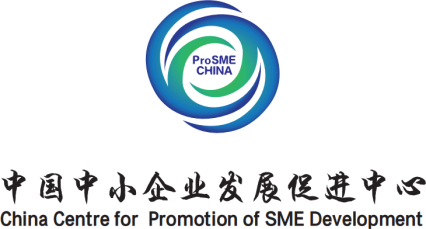 ProSME
CHINA
中国中小企业发展促进中心
China Centre for Promotion of SME Development